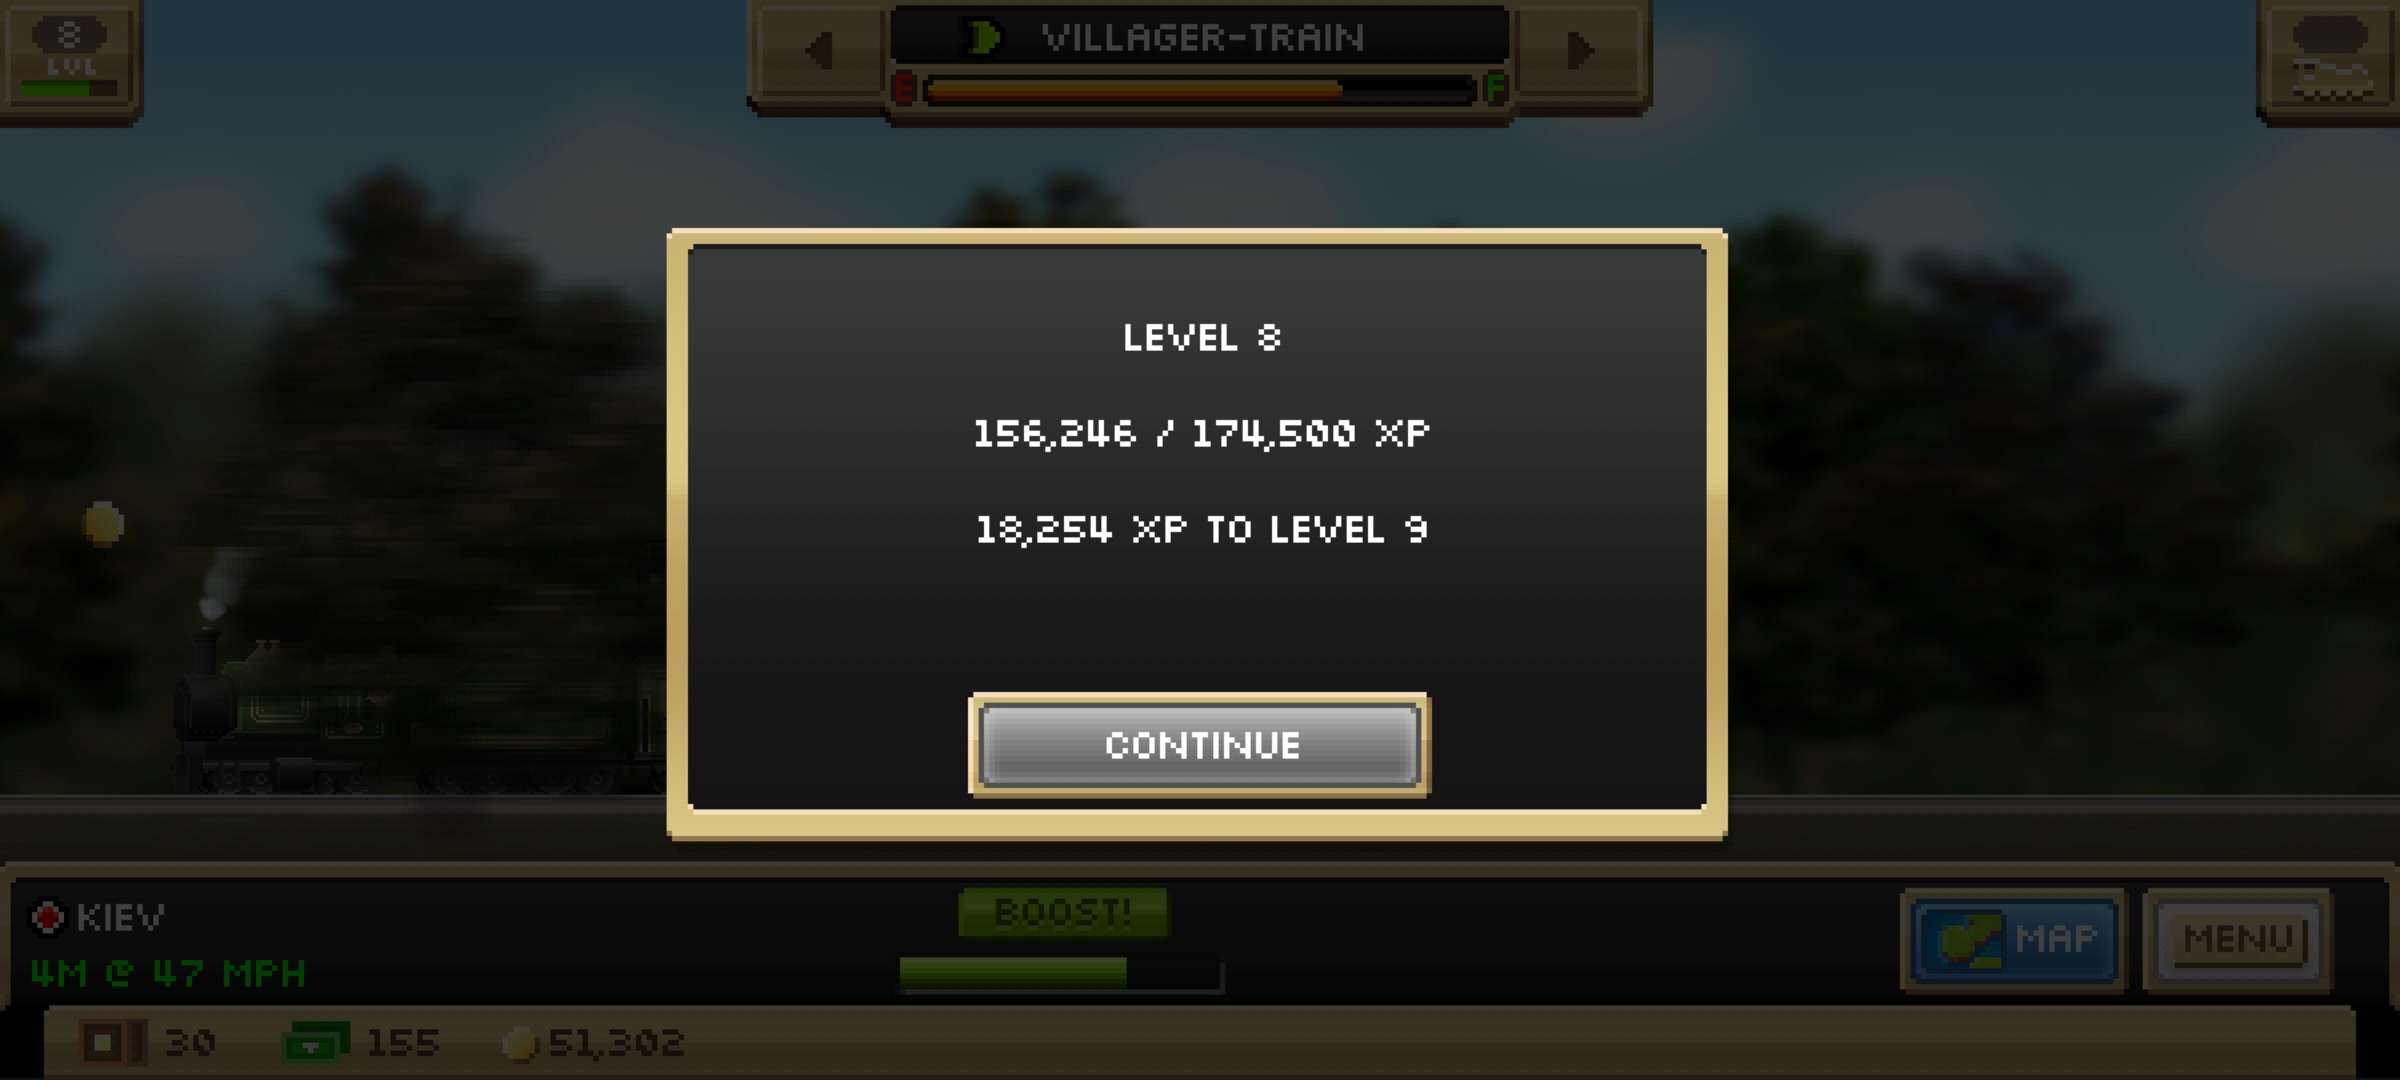 8
LVL
VILLAGER-TRAIN
E F
LEVEL 8
156,246 / 174,500 XP
18,254 XP TO LEVEL 9
CONTINUE
KIEV
4M @ 47 MPH
BOOST!
MAP
MENU
30 155 51,302